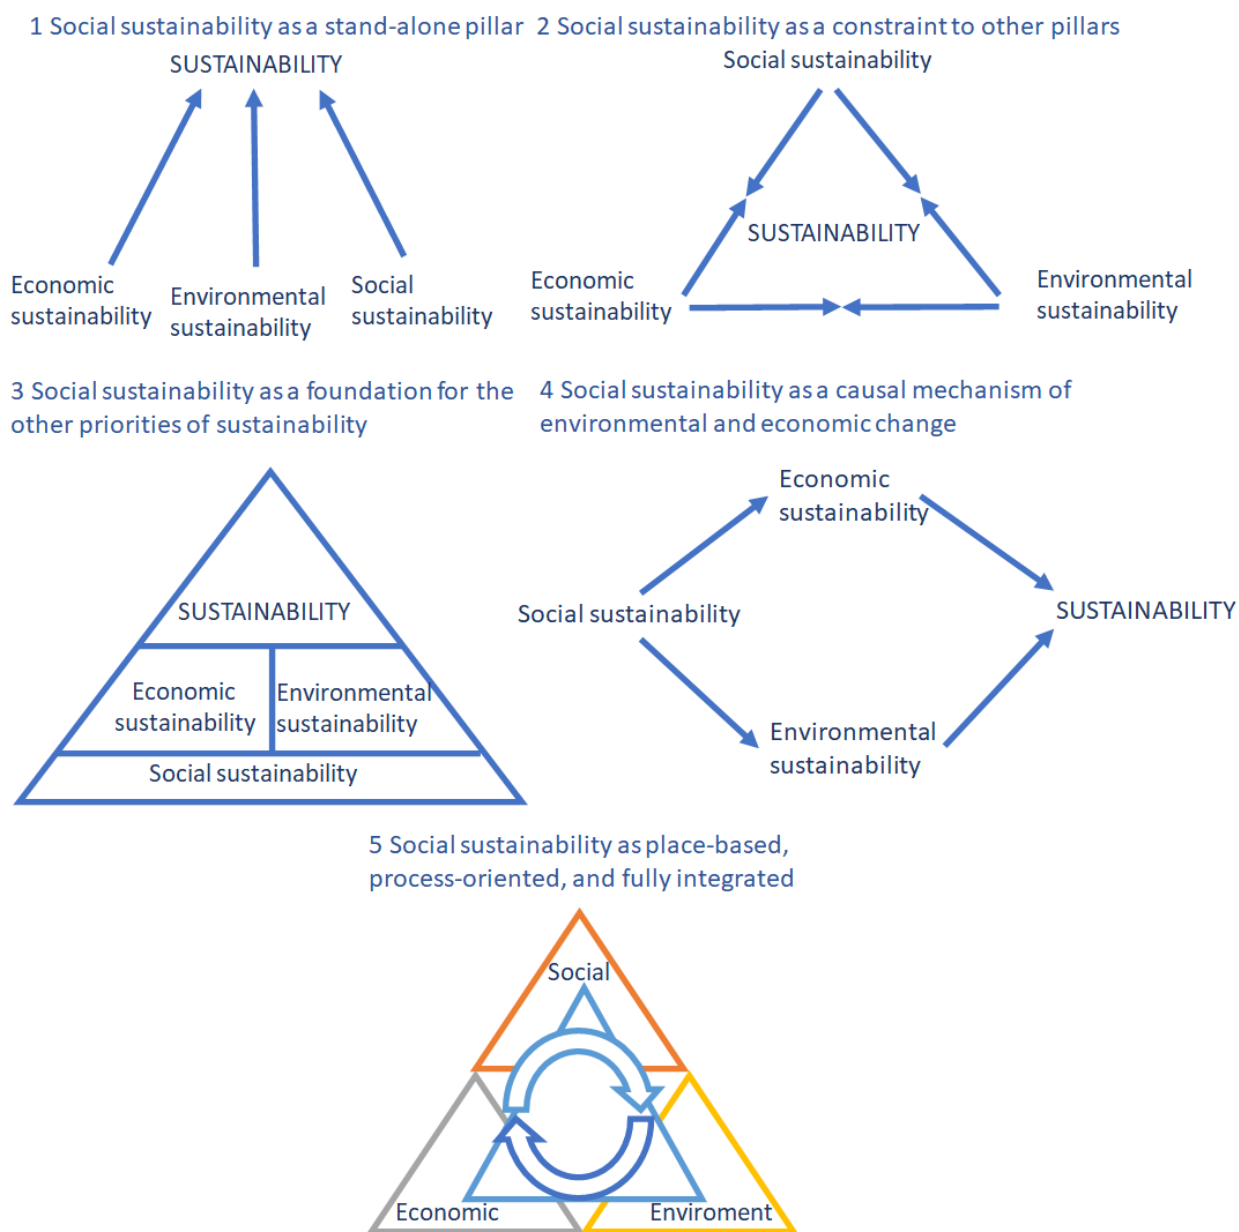 1 Social sustainability as a stand-alone pillar
SUSTAINABILITY
Economic
sustainability
Environmental
sustainability
Social
sustainability
2 Social sustainability as a constraint to other pillars
Social sustainability
SUSTAINABILITY
Economic
sustainability
Environmental
sustainability
3 Social sustainability as a foundation for the
other priorities of sustainability
SUSTAINABILITY
Economic
sustainability
Environmental
sustainability
Social sustainability
4 Social sustainability as a causal mechanism of
environmental and economic change
Economic
sustainability
Social sustainability
SUSTAINABILITY
Environmental
sustainability
5 Social sustainability as place-based,
process-oriented, and fully integrated
Social
Economic
Enviroment